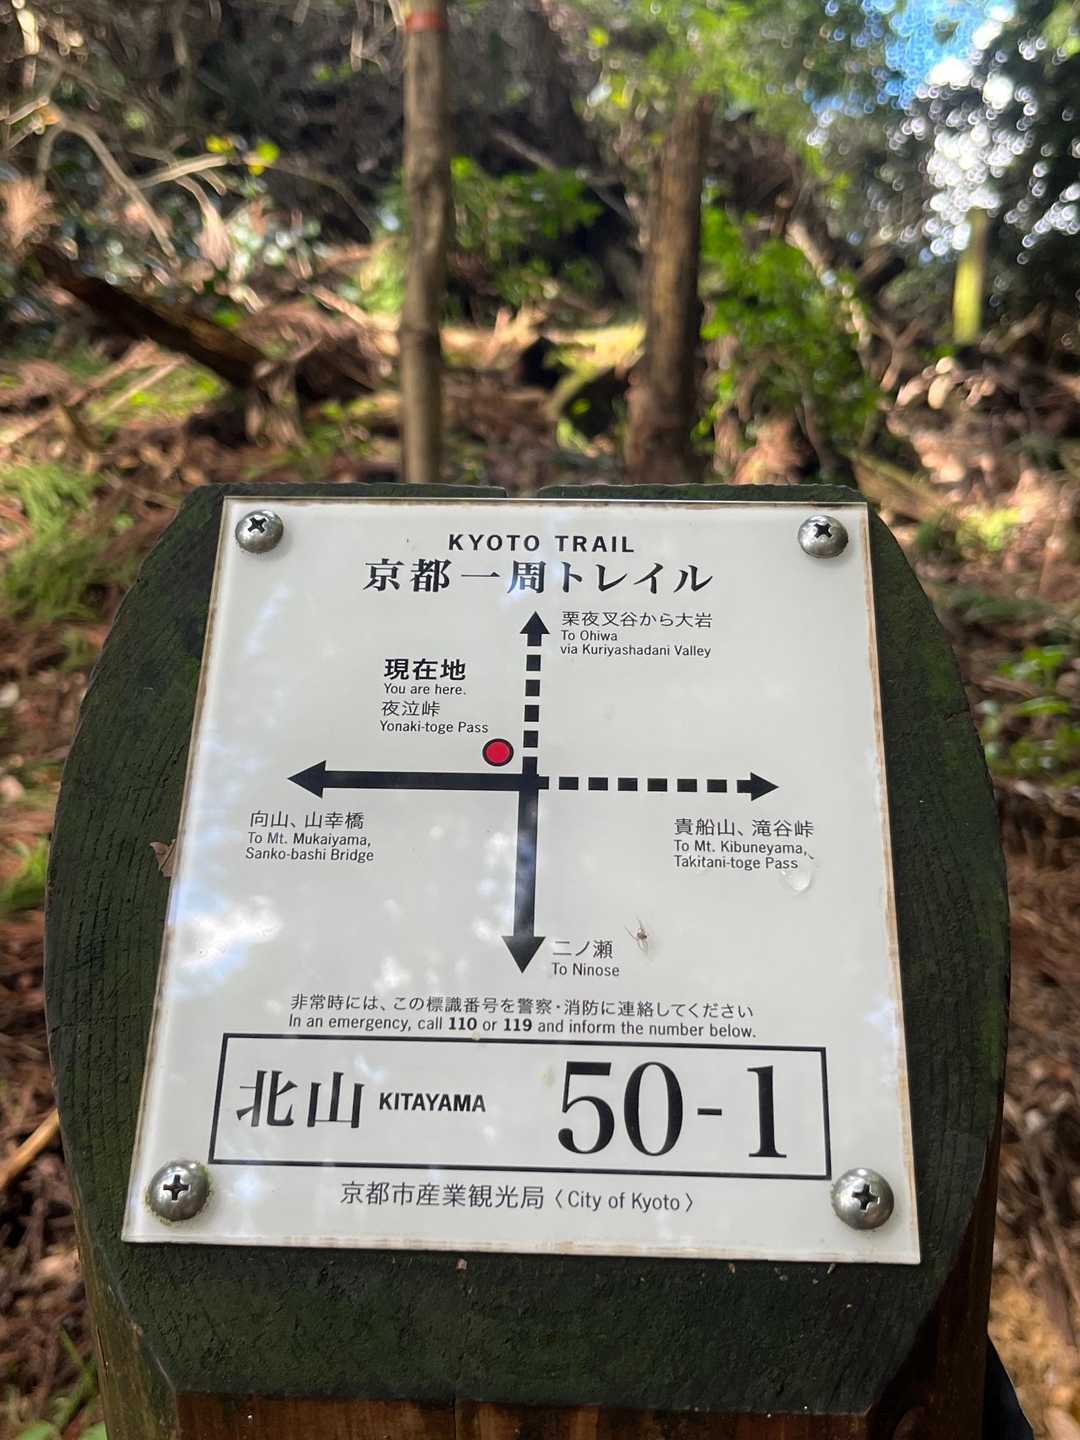 KYOTO TRAIL
京都一周トレイル
栗夜叉谷から大岩
To Ohiwa
via Kuriyashadani Valley
現在地
You are here.
夜泣峠
Yonaki-toge Pass
向山、山幸橋
To Mt. Mukaiyama,
Sanko-bashi Bridge
貴船山、滝谷峠
To Mt. Kibuneyama,
Takitani-toge Pass
二ノ瀬
To Ninose
非常時には、この標識番号を警察・消防に連絡してください
In an emergency, call 110 or 119 and inform the number below.
北山 KITAYAMA 50-1
京都市産業観光局〈City of Kyoto〉